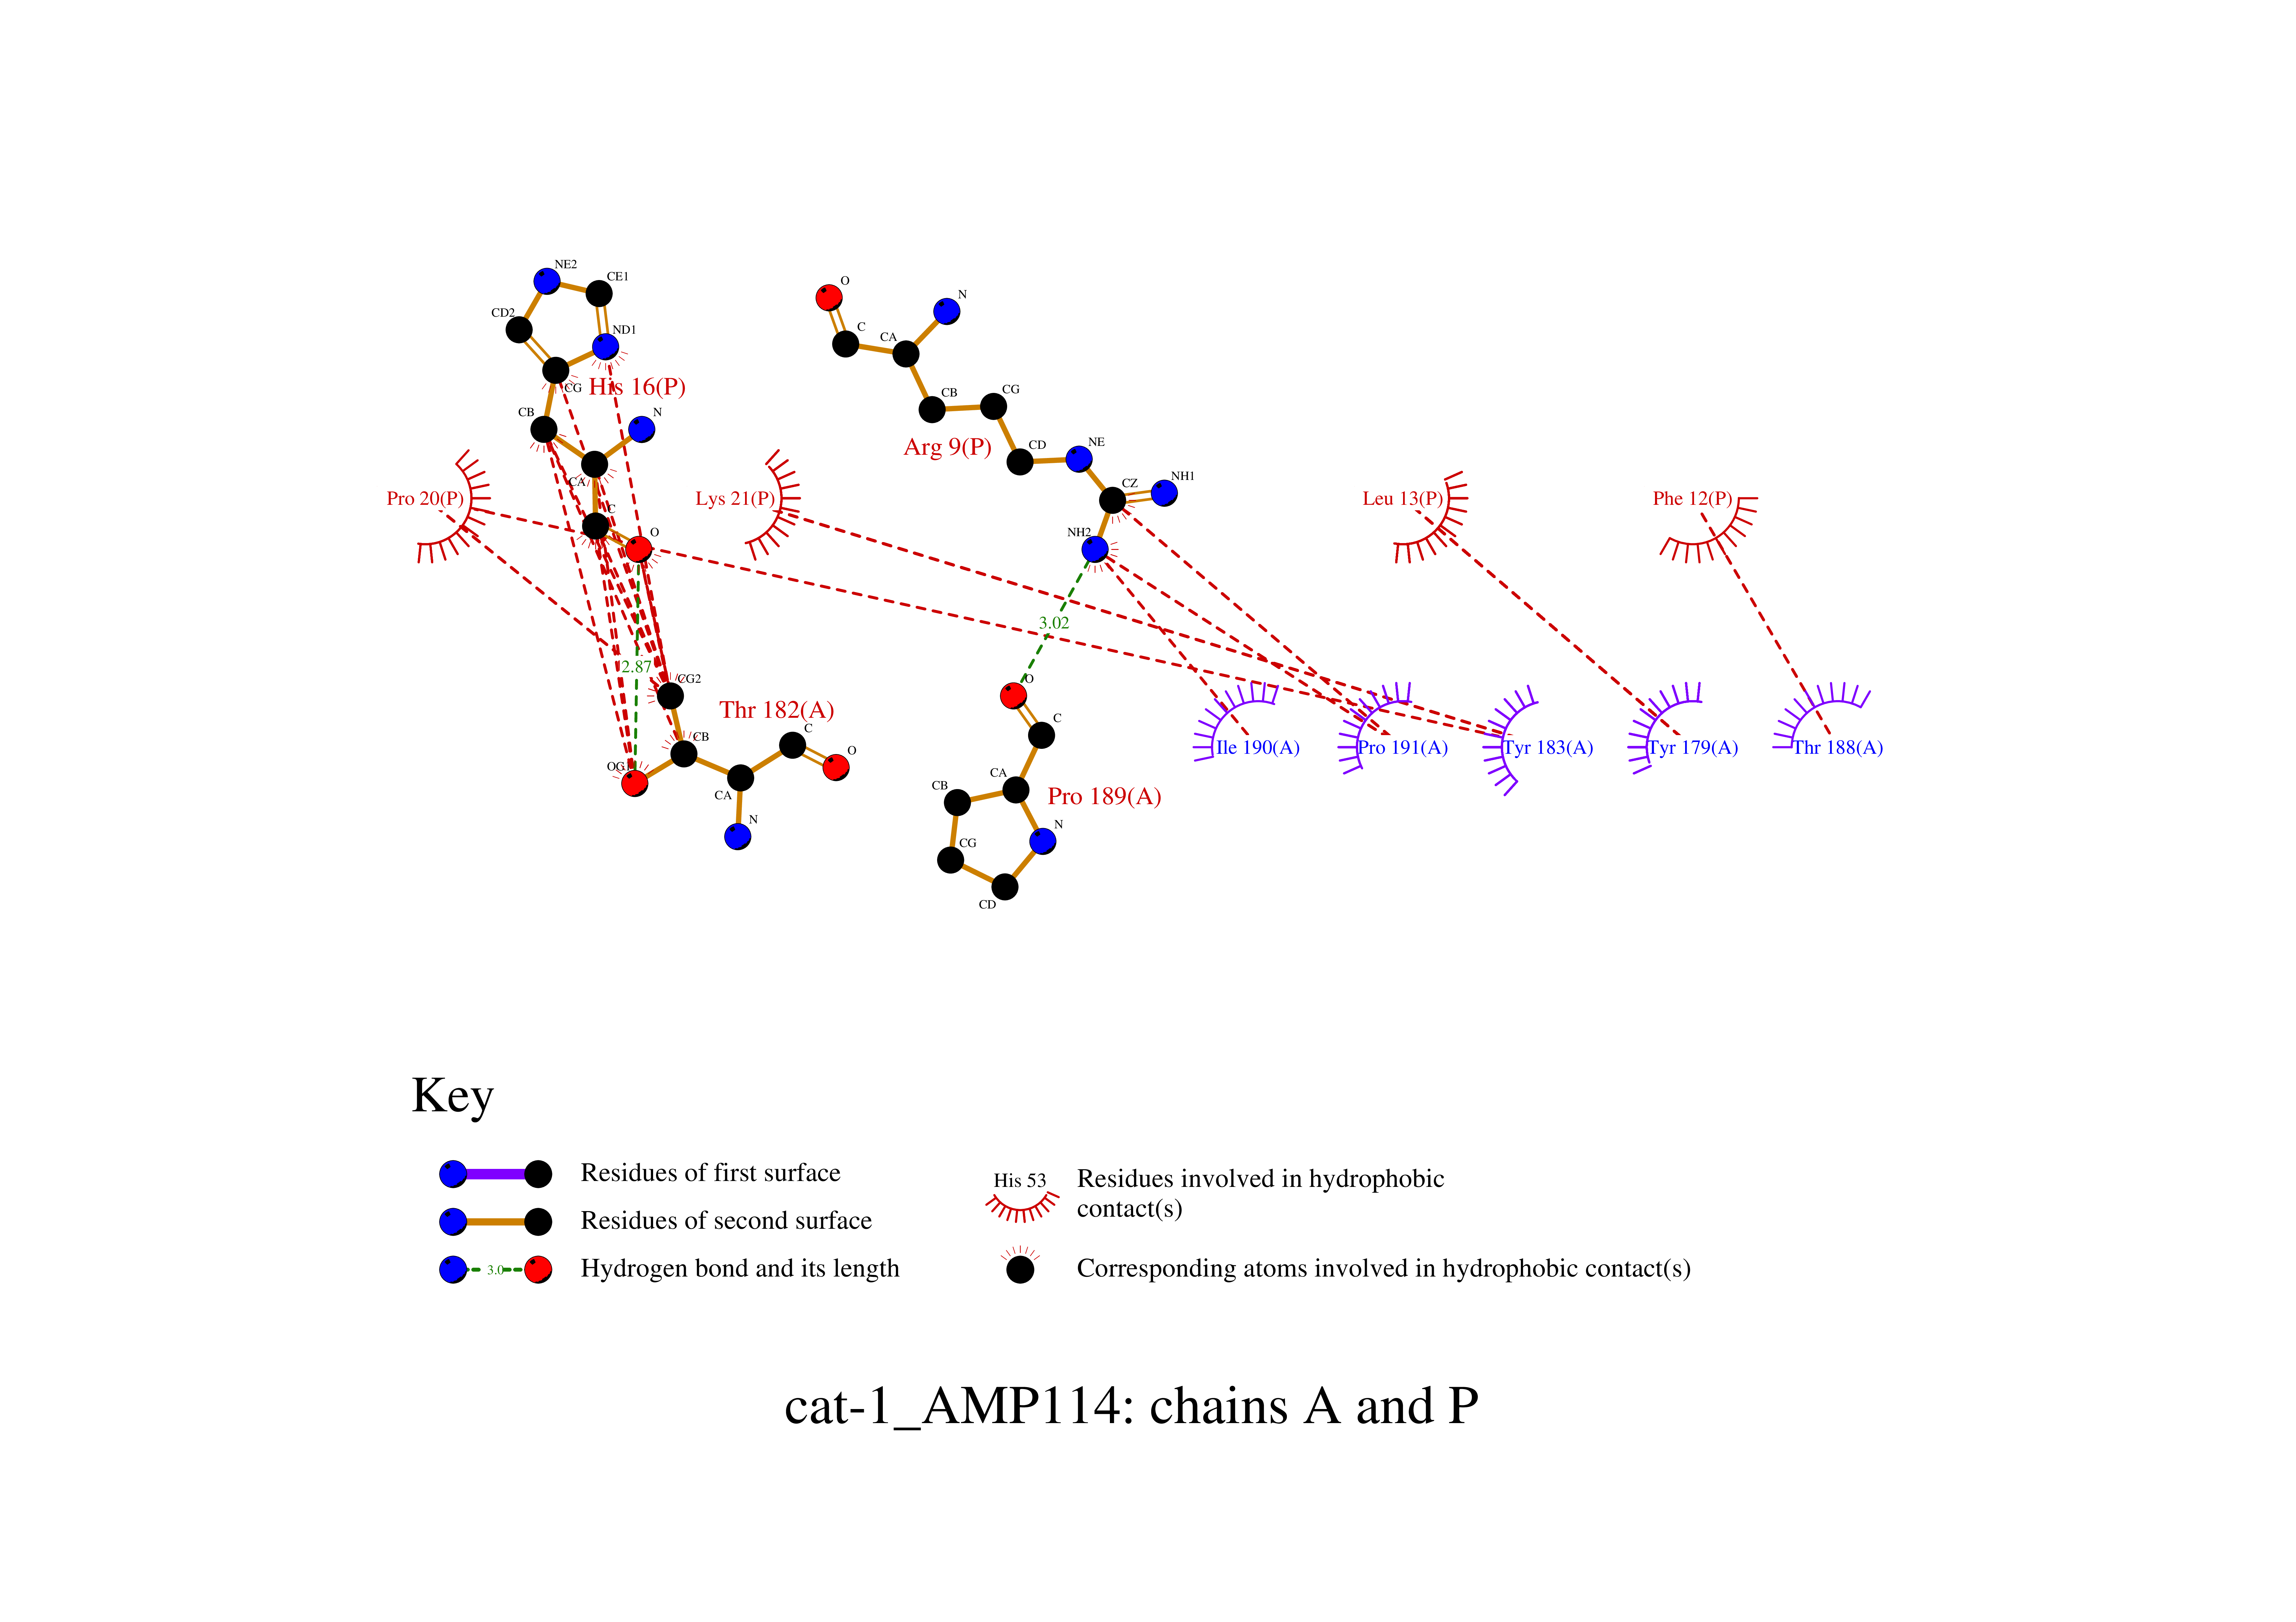 NE2
CE1
O
N
CD2
ND1
C
CA
CG
His 16(P)
CB
CG
CB
N
Arg 9(P)
CD
NE
CA
CZ
NH1
Pro 20(P)
Lys 21(P)
Leu 13(P)
Phe 12(P)
C
O
NH2
3.02
2.87
CG2
O
Thr 182(A)
C
CB
C
O
Ile 190(A)
Pro 191(A)
Tyr 183(A)
Tyr 179(A)
Thr 188(A)
CA
CA
CB
Pro 189(A)
N
N
CG
CD
Key
Residues of first surface
Residues of second surface
3.0
Hydrogen bond and its length
His 53
Residues involved in hydrophobic
contact(s)
Corresponding atoms involved in hydrophobic contact(s)
cat-1_AMP114: chains A and P